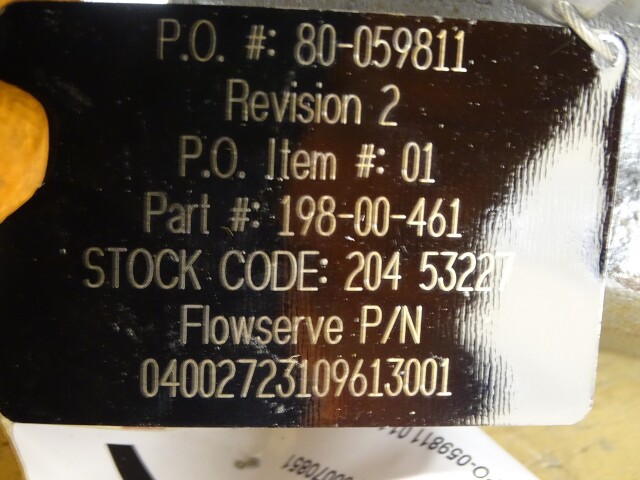 P.O. #: 80-059811
Revision 2
P.O. Item #: 01
Part #: 198-00-461
STOCK CODE: 204 53227
Flowserve P/N
04002723109613001